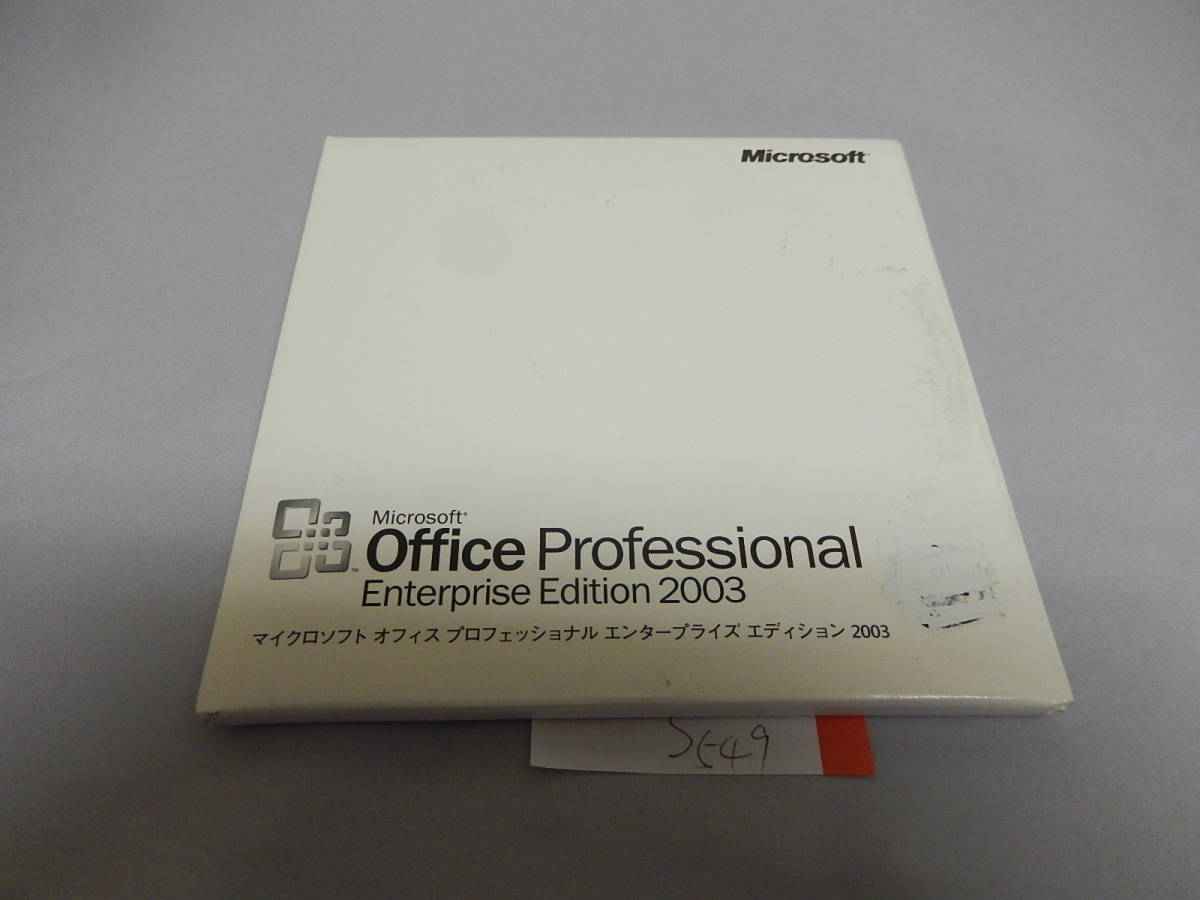 Microsoft
Microsoft®
Office Professional
™
Enterprise Edition 2003
マイクロソフト オフィス プロフェッショナル エンタープライズ エディション 2003
S549